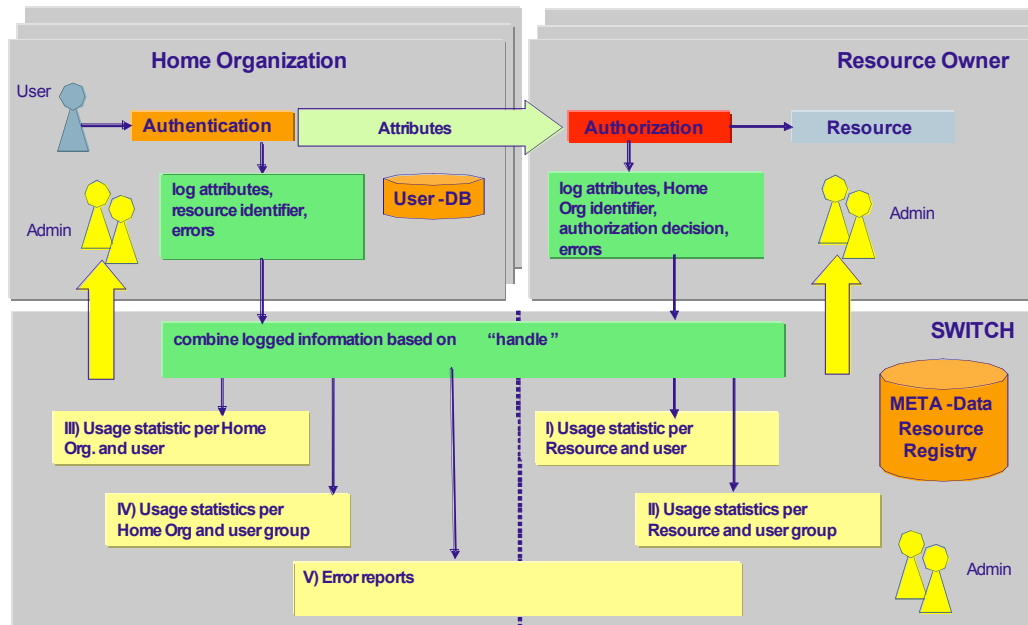 Home Organization
User
Authentication
Attributes
log attributes,
resource identifier,
errors
User -DB
Admin
Resource Owner
Authorization
Resource
log attributes, Home
Org identifier,
authorization decision,
errors
Admin
SWITCH
combine logged information based on “handle ”
META -Data
Resource
Registry
III) Usage statistic per Home
Org. and user
I) Usage statistic per
Resource and user
IV) Usage statistics per
Home Org and user group
II) Usage statistics per
Resource and user group
V) Error reports
Admin